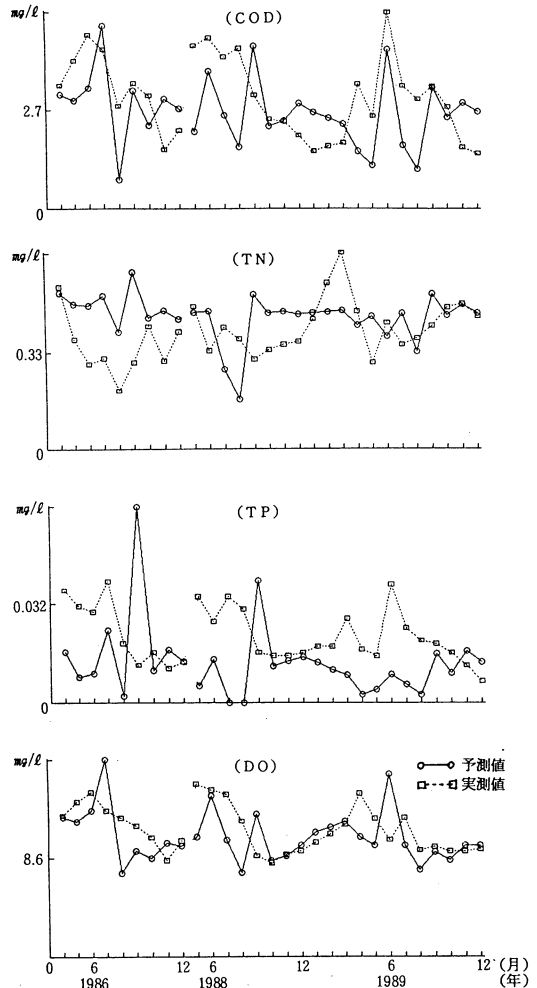 mg/ℓ
(COD)
2.7
0
mg/ℓ
(TN)
0.33
0
mg/ℓ
(TP)
0.032
0
mg/ℓ
(DO)
予測値
実測値
8.6
0 6 12 6 12 6 12 (月)
1986 1988 1989 (年)